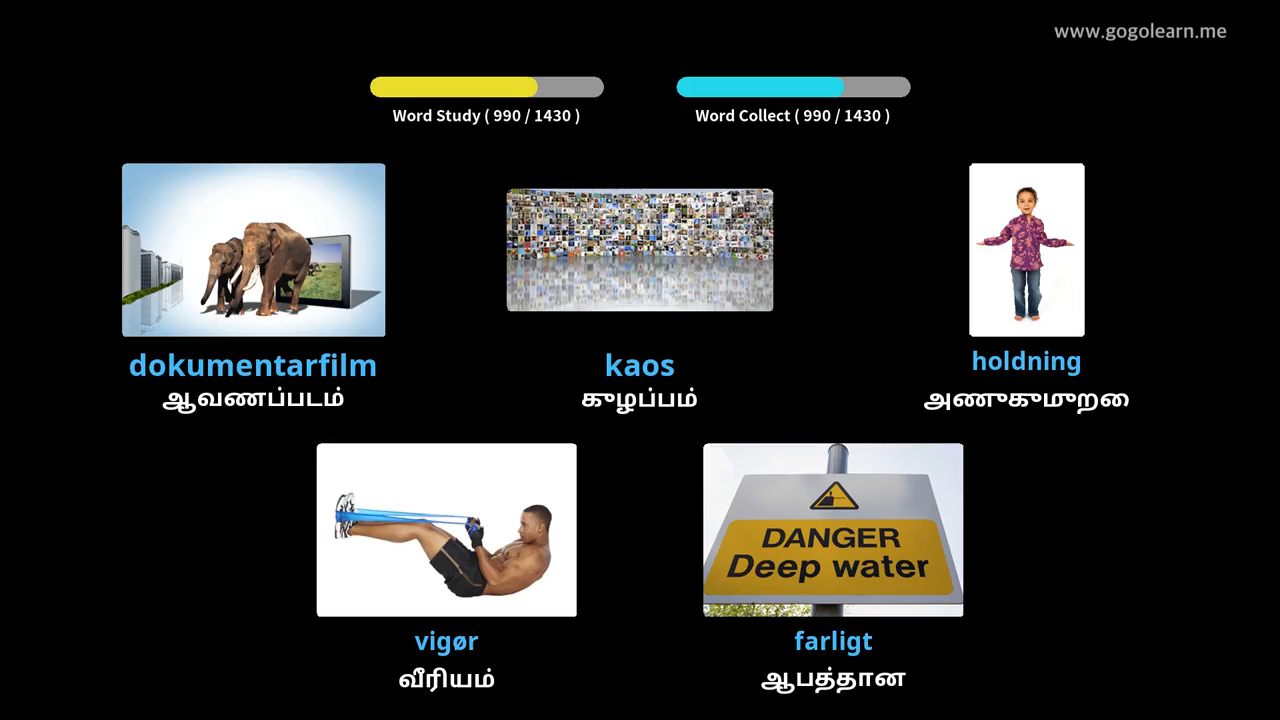 www.gogolearn.me
Word Study ( 990 / 1430 )
Word Collect ( 990 / 1430 )
dokumentarfilm
ஆவணப்படம்
kaos
குழப்பம்
holdning
அணுகுமுறை
DANGER
Deep water
vigør
வீரியம்
farligt
ஆபத்தான